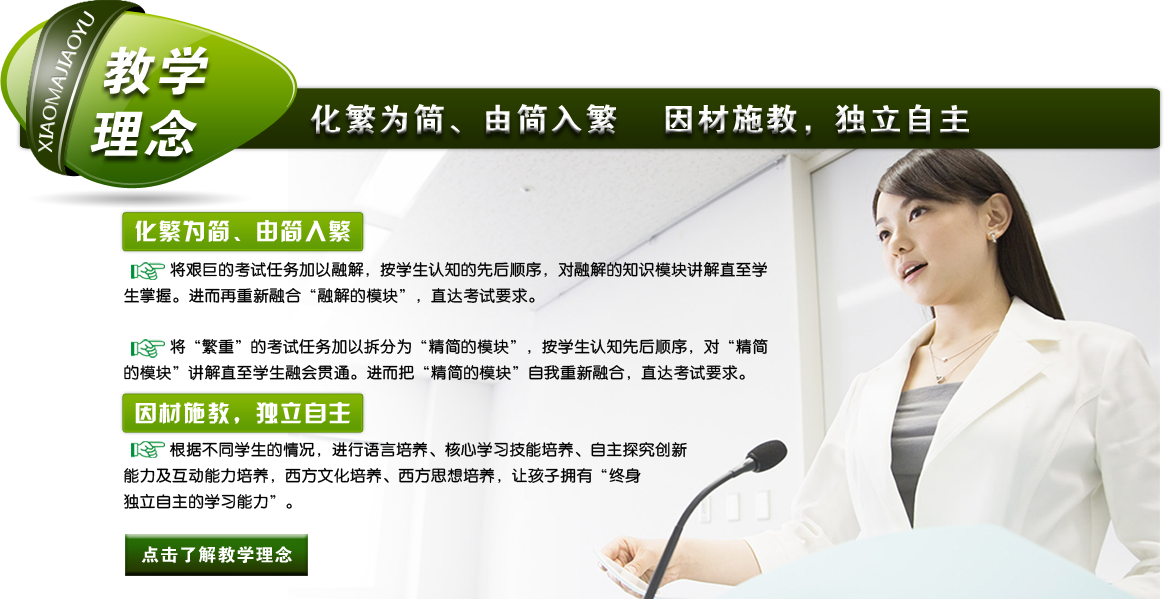 XIAOMAJIAOYU
教学
理念
化繁为简、由简入繁 因材施教，独立自主
化繁为简、由简入繁
将艰巨的考试任务加以融解，按学生认知的先后顺序，对融解的知识模块讲解直至学
生掌握。进而再重新融合“融解的模块”，直达考试要求。
将“繁重”的考试任务加以拆分为“精简的模块”，按学生认知先后顺序，对“精简
的模块”讲解直至学生融会贯通。进而把“精简的模块”自我重新融合，直达考试要求。
因材施教，独立自主
根据不同学生的情况，进行语言培养、核心学习技能培养、自主探究创新
能力及互动能力培养，西方文化培养、西方思想培养，让孩子拥有“终身
独立自主的学习能力”。
点击了解教学理念